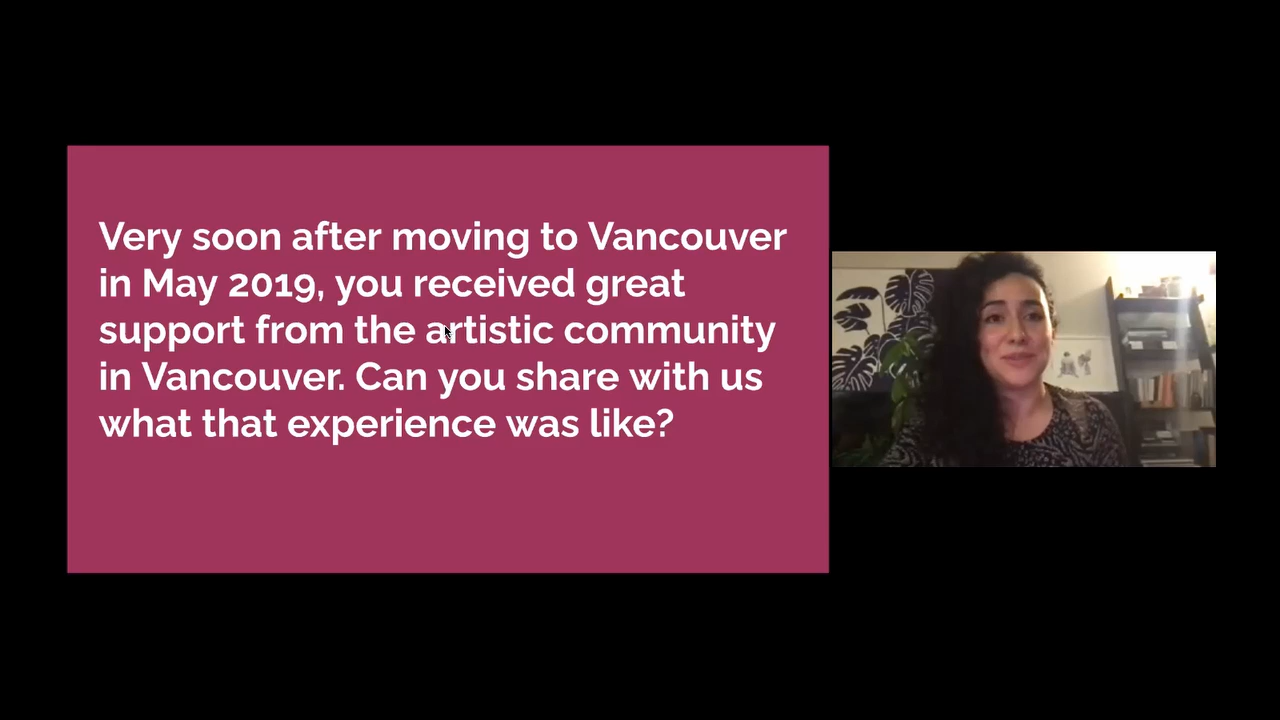 Very soon after moving to Vancouver
in May 2019, you received great
support from the artistic community
in Vancouver. Can you share with us
what that experience was like?